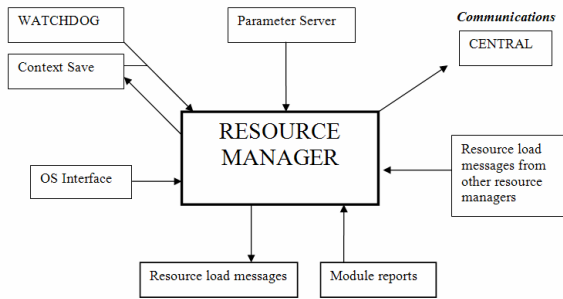 WATCHDOG
Parameter Server
Communications
CENTRAL
Context Save
RESOURCE
MANAGER
OS Interface
Resource load
messages from
other resource
managers
Resource load messages
Module reports